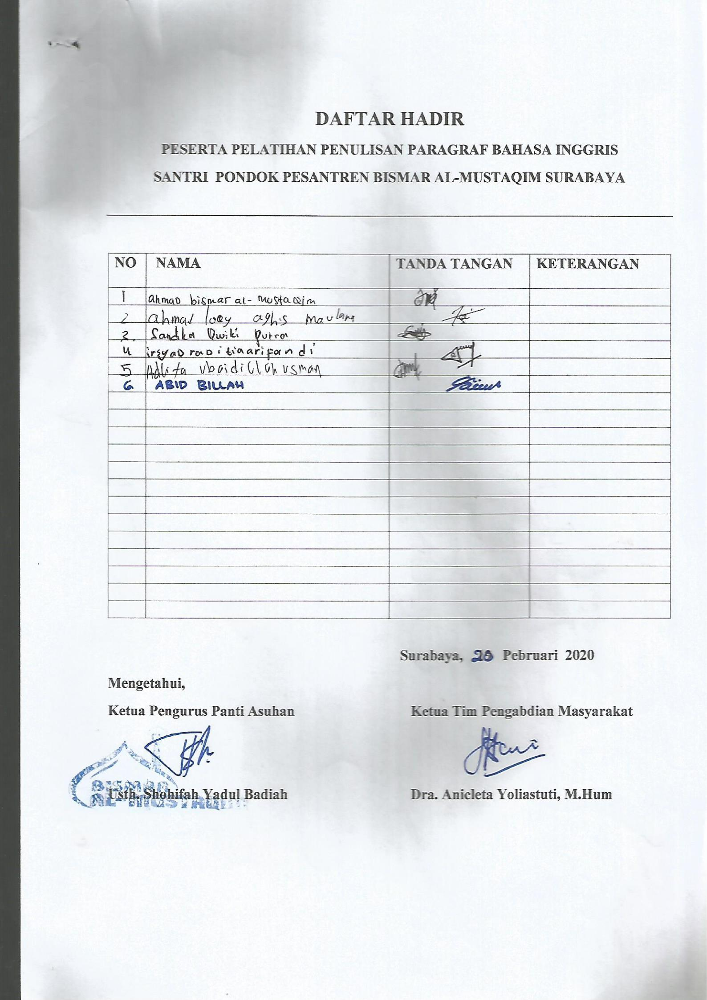 DAFTAR HADIR
PESERTA PELATIHAN PENULISAN PARAGRAF BAHASA INGGRIS
SANTRI PONDOK PESANTREN BISMAR AL-MUSTAQIM SURABAYA
NO NAMA TANDA TANGAN KETERANGAN
1 ahmad bismar al-mustaqim
2 ahmad loey aghis maulana
3. Sandika Dwiki Putra
4 irsyad raditiaarifandi
5 Adlita ubaidillah usman
6 ABID BILLAH
Surabaya, Pebruari 2020
Mengetahui,
Ketua Pengurus Panti Asuhan Ketua Tim Pengabdian Masyarakat
BISMAR
AL-MUSTAQIM
Usth. Shohifah Yadul Badiah Dra. Anicleta Yoliastuti, M.Hum